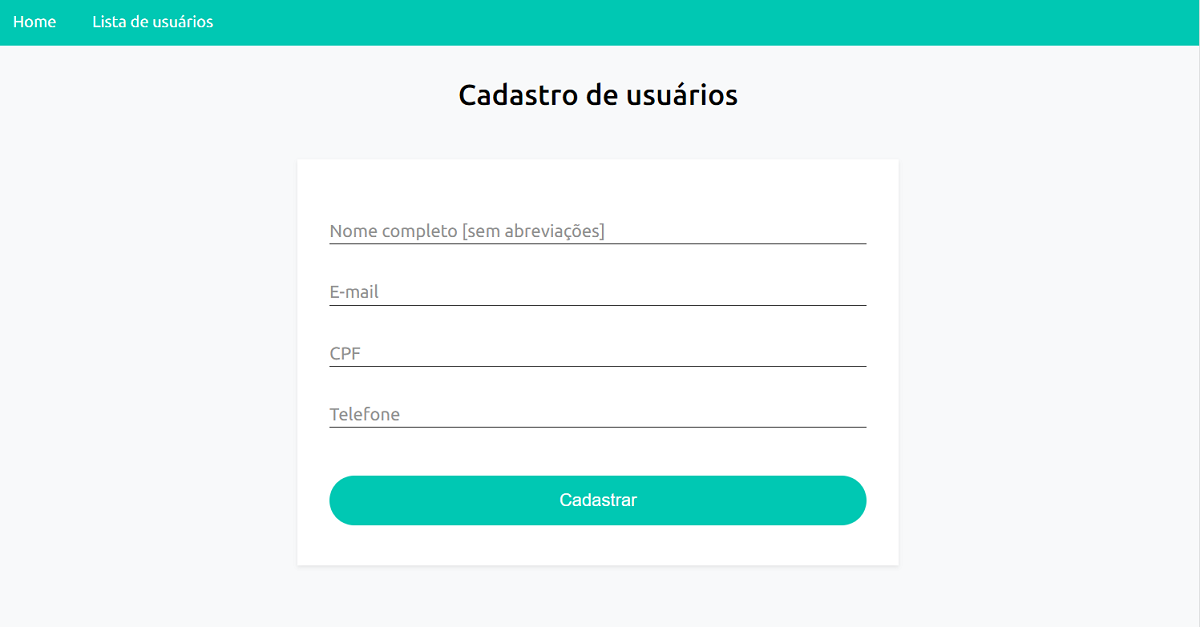 Home Lista de usuários
Cadastro de usuários
Nome completo [sem abreviações]
E-mail
CPF
Telefone
Cadastrar